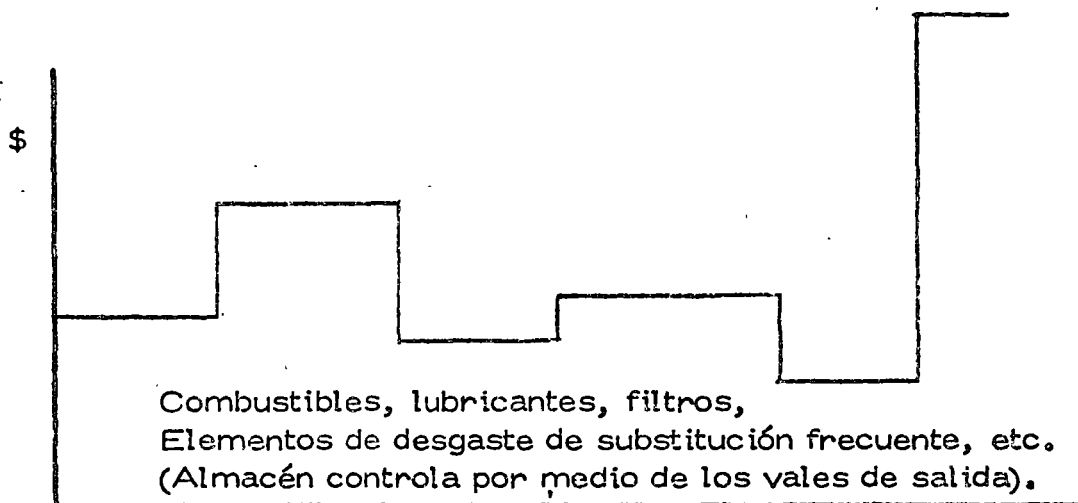 $
Combustibles, lubricantes, filtros,
Elementos de desgaste de substitución frecuente, etc.
(Almacén controla por medio de los vales de salida).